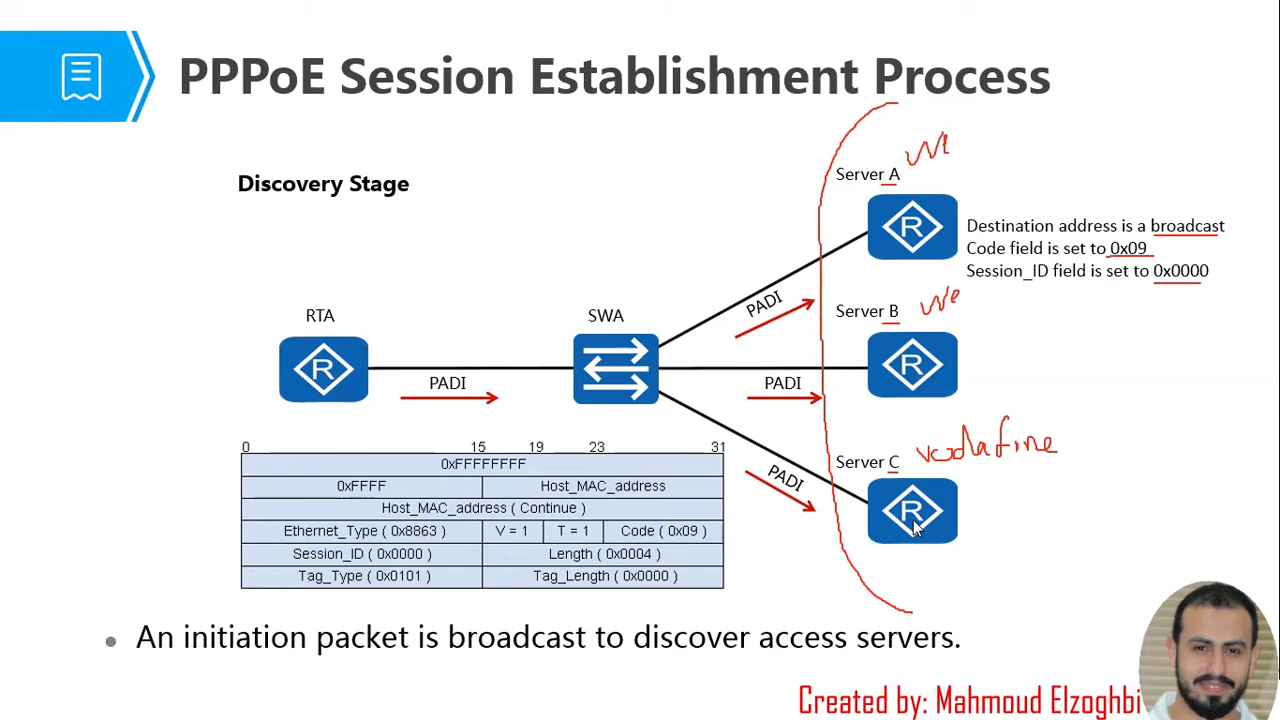 PPPoE Session Establishment Process
Discovery Stage
Server A
We
Destination address is a broadcast
Code field is set to 0x09
Session_ID field is set to 0x0000
PADI
Server B
We
RTA
SWA
PADI
PADI
Server C
vodafine
PADI
0 15 19 23 31
0xFFFFFFFF
0xFFFF Host_MAC_address
Host_MAC_address ( Continue )
Ethernet_Type ( 0x8863) V = 1 T = 1 Code ( 0x09 )
Session_ID ( 0x0000 ) Length ( 0x0004 )
Tag_Type ( 0x0101 ) Tag_Length ( 0x0000 )
R
R
R
R
• An initiation packet is broadcast to discover access servers.
Created by: Mahmoud Elzoghbi